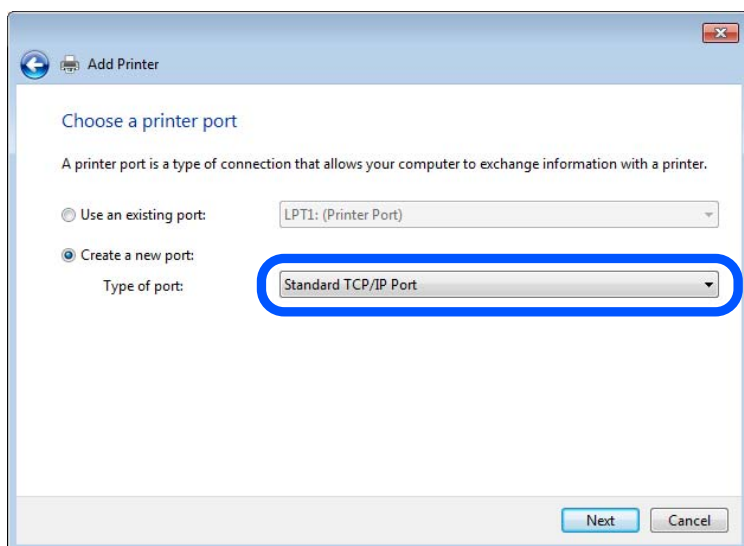 Add Printer
Choose a printer port
A printer port is a type of connection that allows your computer to exchange information with a printer.
Use an existing port: LPT1: (Printer Port)
Create a new port:
Type of port: Standard TCP/IP Port
Next Cancel